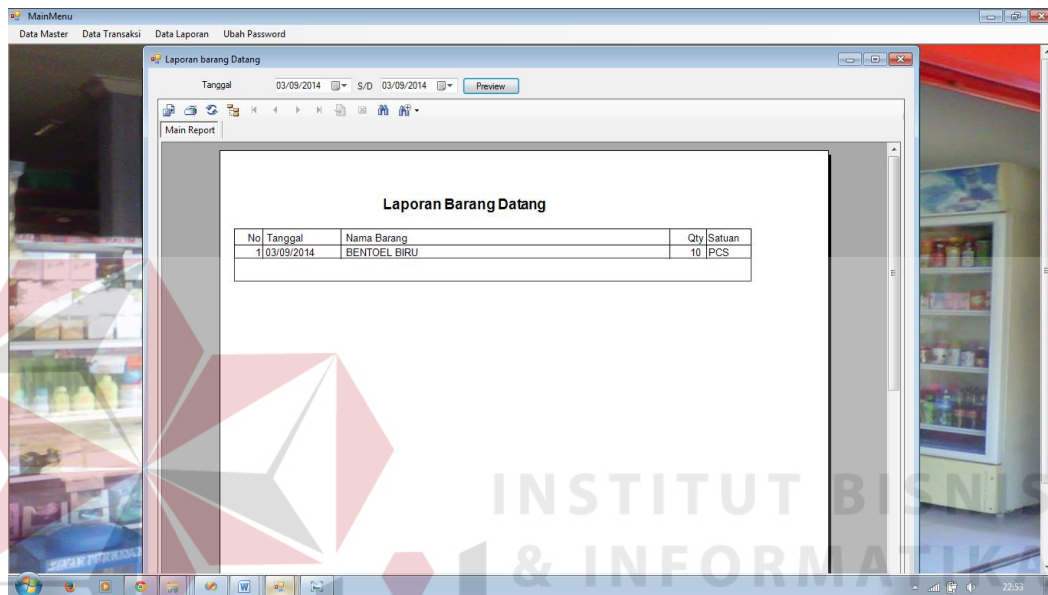 MainMenu
Data Master Data Transaksi Data Laporan Ubah Password
Laporan barang Datang
Tanggal 03/09/2014 S/D 03/09/2014 Preview
Main Report
Laporan Barang Datang
No Tanggal Nama Barang Qty Satuan
1 03/09/2014 BENTOEL BIRU 10 PCS
INSTITUT BISNIS
& INFORMATIKA
22:53